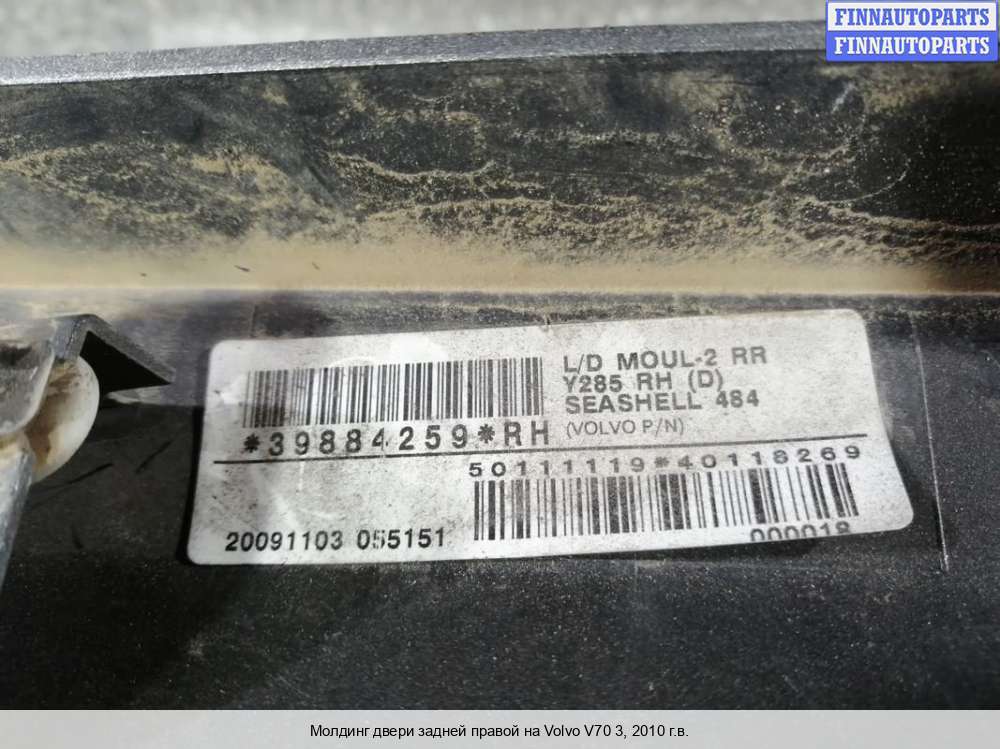 FINNAUTOPARTS
FINNAUTOPARTS
L/D MOUL-2 RR
Y285 RH (D)
SEASHELL 484
*39884259*RH
(VOLVO P/N)
50111119*40118269
20091103 055151
000018
Молдинг двери задней правой на Volvo V70 3, 2010 г.в.